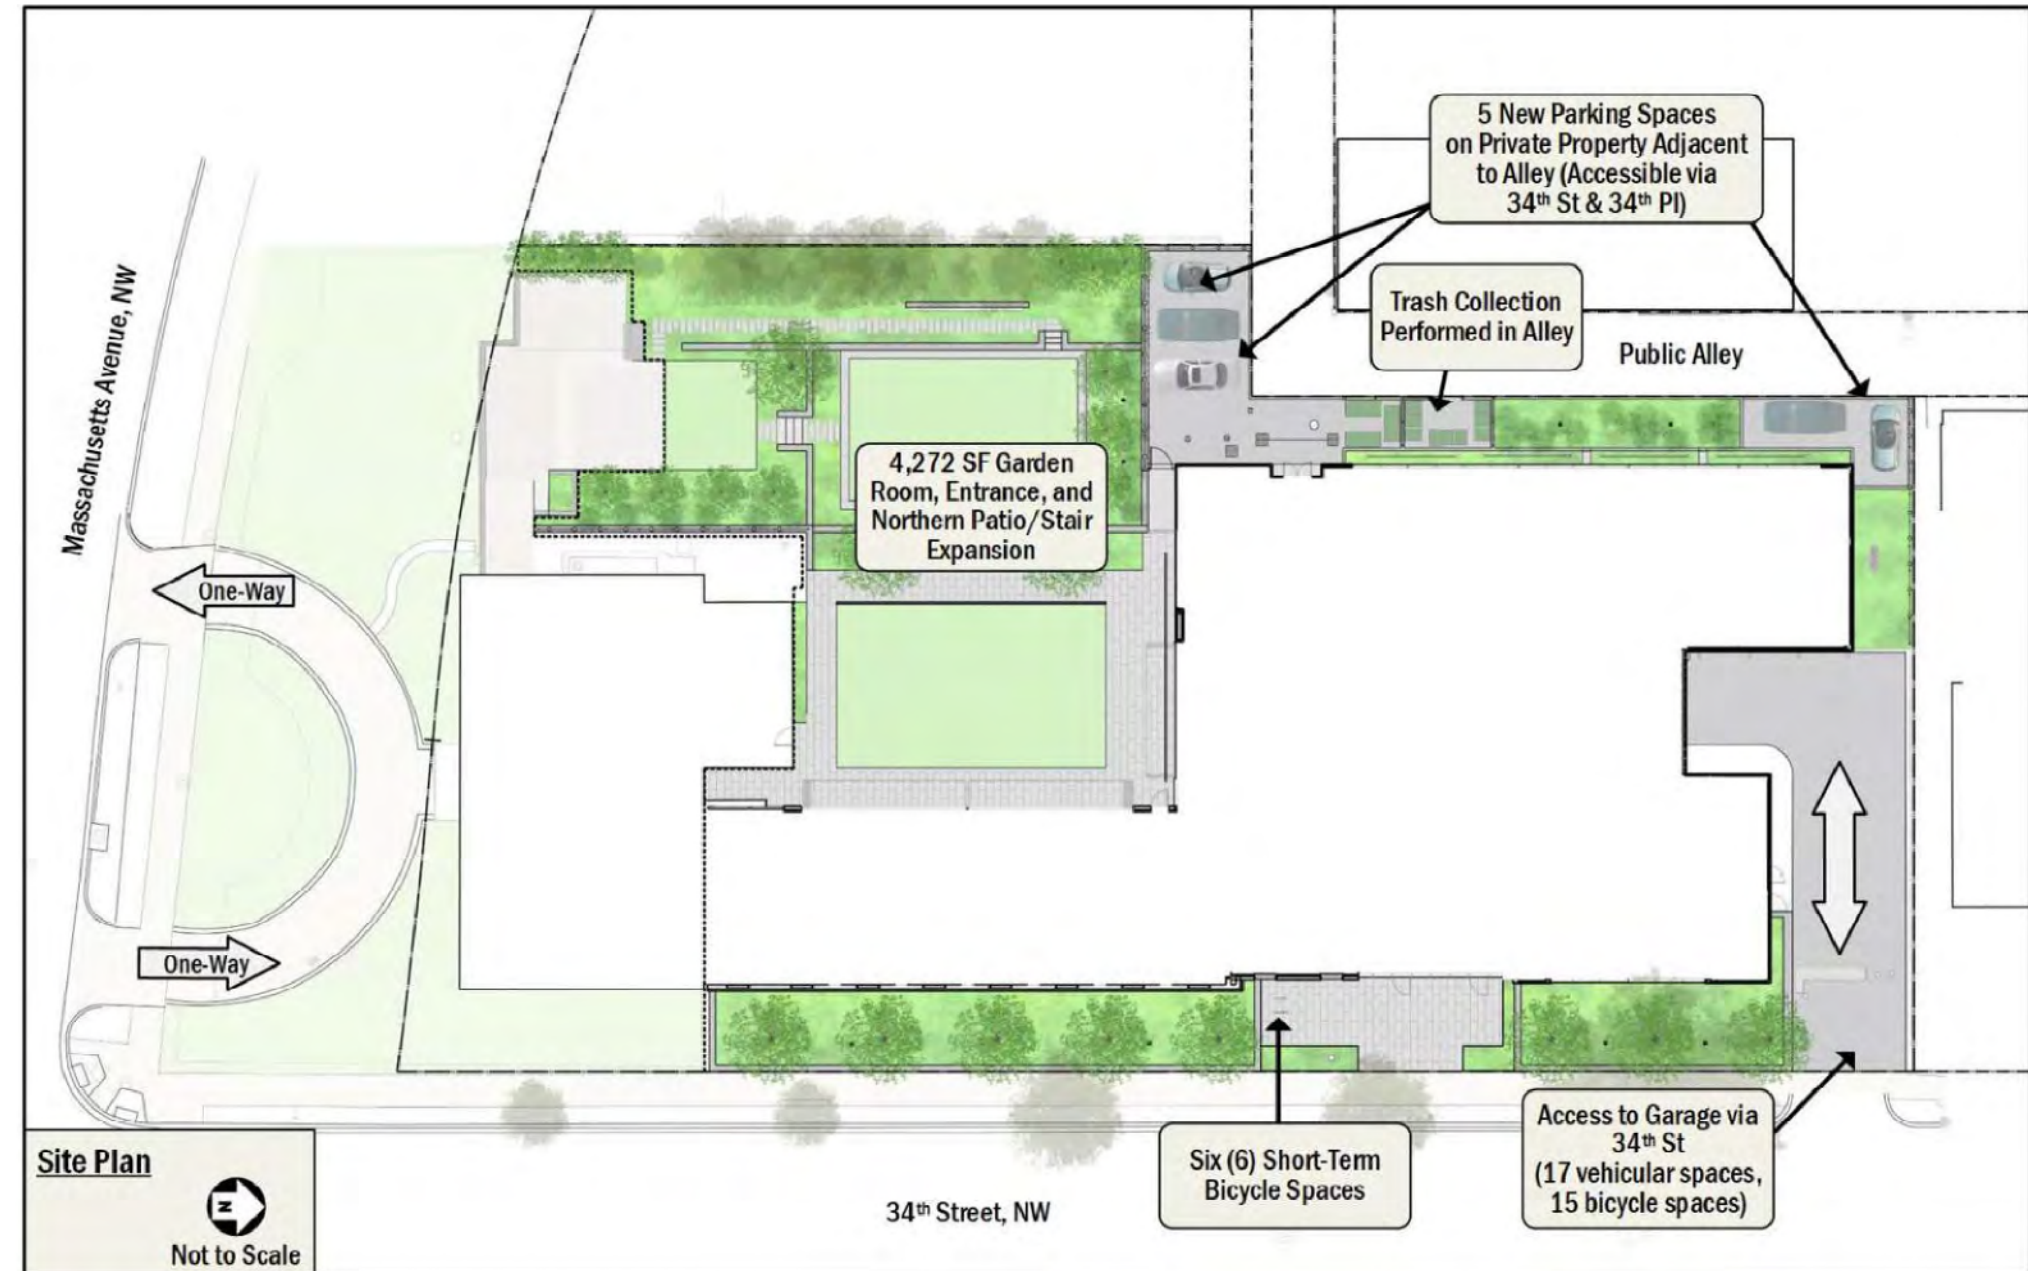 5 New Parking Spaces
on Private Property Adjacent
to Alley (Accessible via
34th St & 34th Pl)
Trash Collection
Performed in Alley
Public Alley
Massachusetts Avenue, NW
4,272 SF Garden
Room, Entrance, and
Northern Patio/Stair
Expansion
One-Way
One-Way
Six (6) Short-Term
Bicycle Spaces
Access to Garage via
34th St
(17 vehicular spaces,
15 bicycle spaces)
34th Street, NW
Site Plan
N
Not to Scale